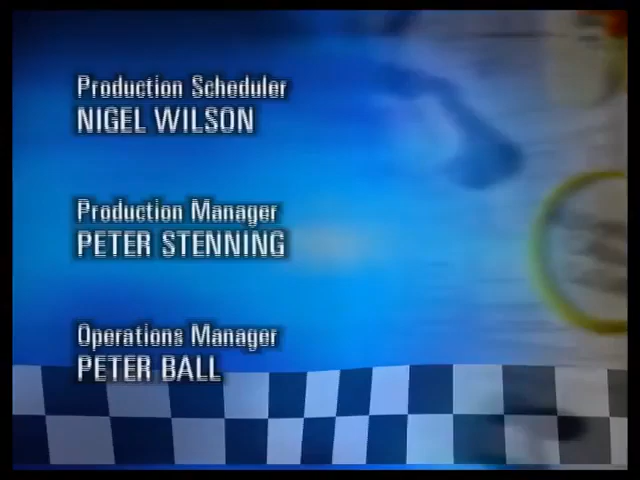 Production Scheduler
NIGEL WILSON
Production Manager
PETER STENNING
Operations Manager
PETER BALL